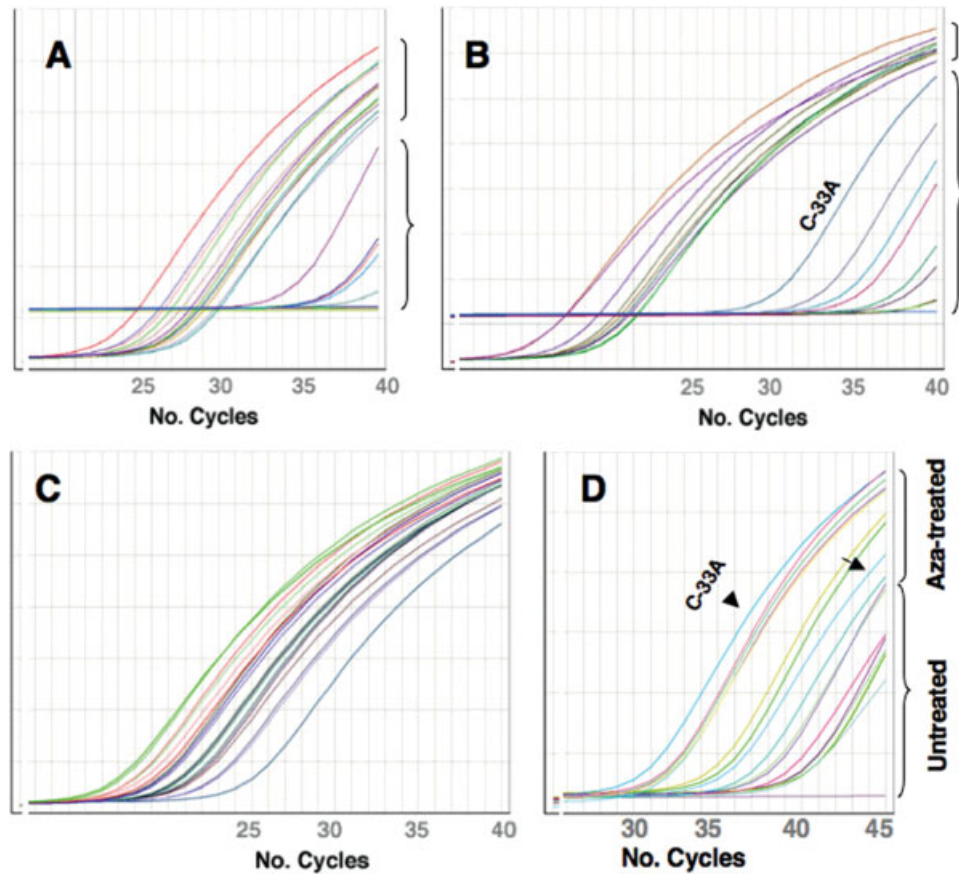 A
25 30 35 40
No. Cycles
B
C-33A
25 30 35 40
No. Cycles
C
25 30 35 40
No. Cycles
D
C-33A
30 35 40 45
No. Cycles
Aza-treated
Untreated